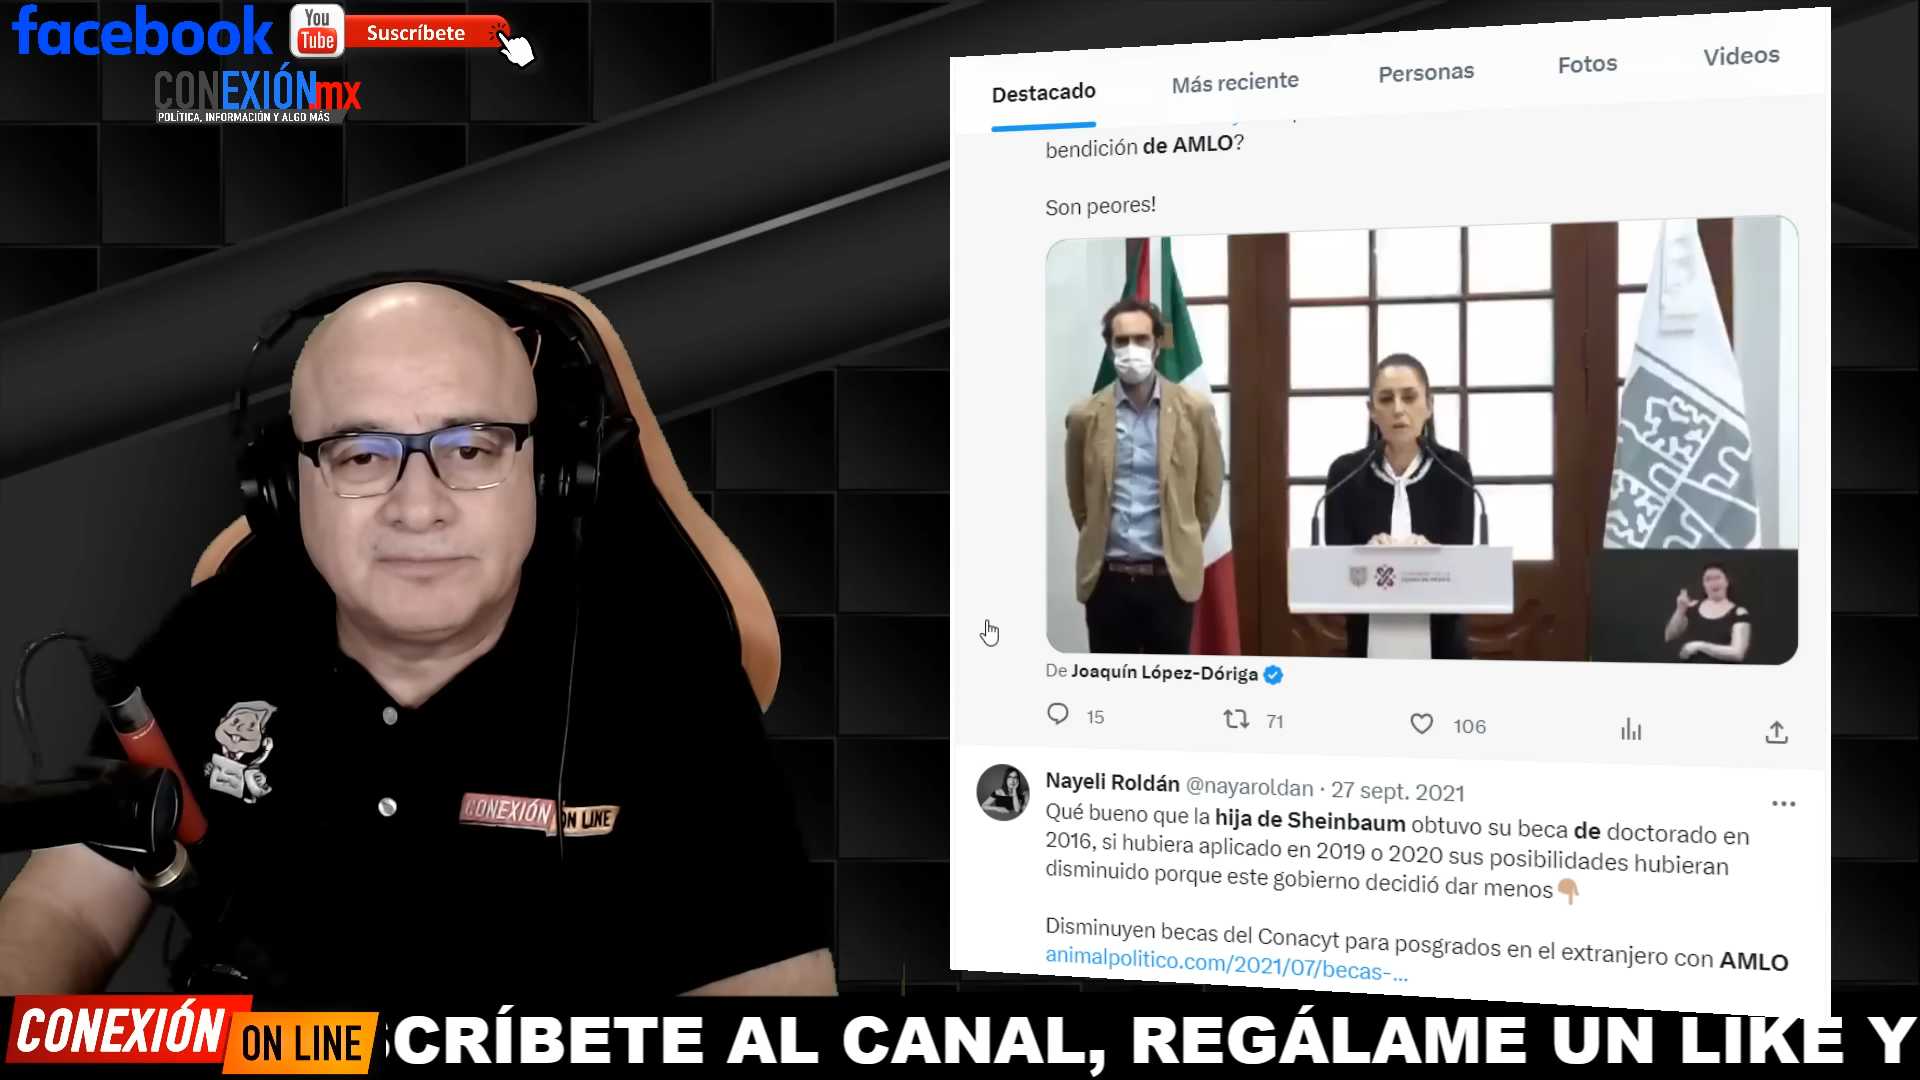 facebook
You
Tube
Suscríbete
CONEXIÓN.mx
POLÍTICA, INFORMACIÓN Y ALGO MÁS
Destacado
Más reciente
Personas
Fotos
Videos
bendición de AMLO?
Son peores!
De Joaquín López-Dóriga
15
71
106
Nayeli Roldán @nayaroldan · 27 sept. 2021
Qué bueno que la hija de Sheinbaum obtuvo su beca de doctorado en
2016, si hubiera aplicado en 2019 o 2020 sus posibilidades hubieran
disminuido porque este gobierno decidió dar menos👇🏼
Disminuyen becas del Conacyt para posgrados en el extranjero con AMLO
animalpolitico.com/2021/07/becas-...
CONEXIÓN
ON LINE
CONEXIÓN
ON LINE
SCRÍBETE AL CANAL, REGÁLAME UN LIKE Y